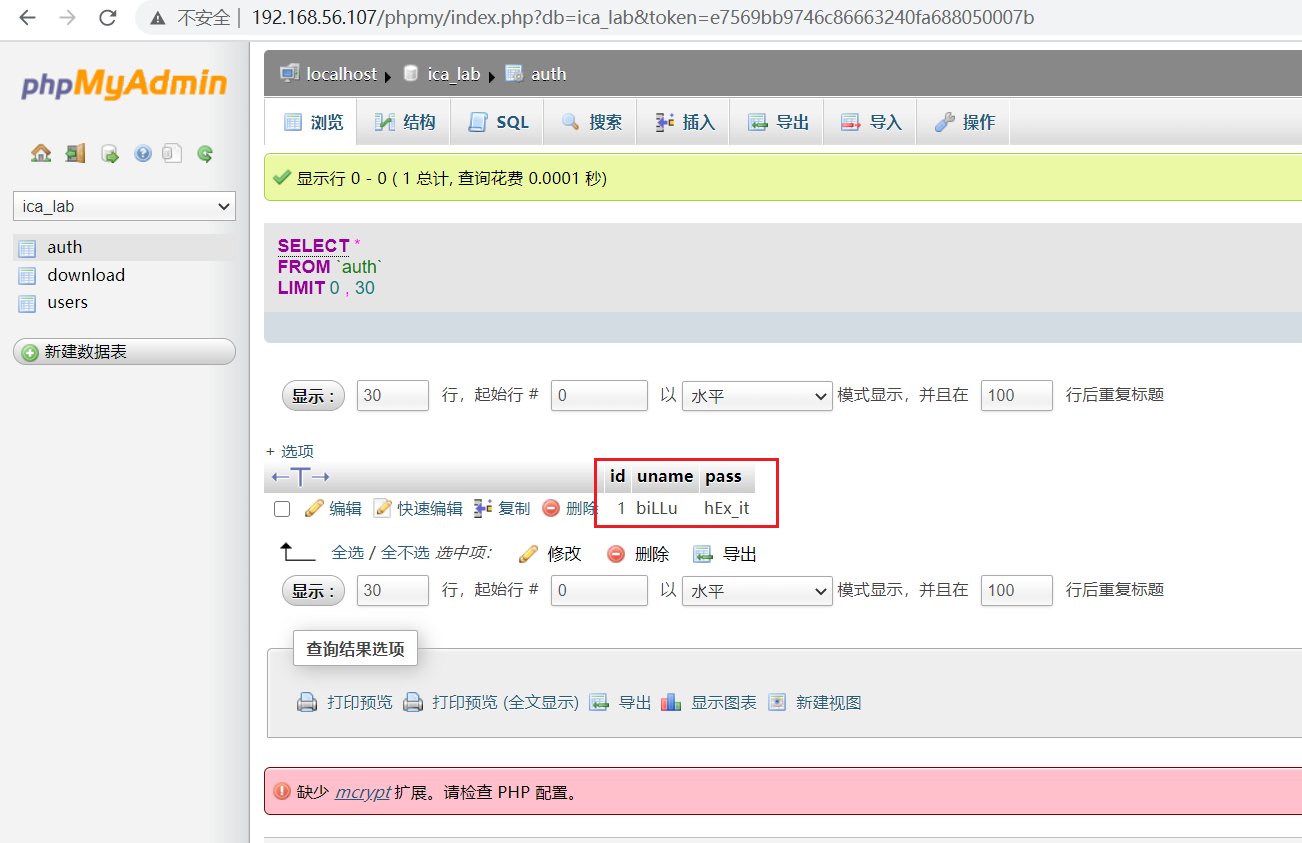 不安全 | 192.168.56.107/phpmy/index.php?db=ica_lab&token=e7569bb9746c86663240fa688050007b
phpMyAdmin
ica_lab
auth
download
users
新建数据表
localhost ica_lab auth
浏览 结构 SQL 搜索 插入 导出 导入 操作
显示行 0 - 0 ( 1 总计, 查询花费 0.0001 秒)
SELECT *
FROM `auth`
LIMIT 0 , 30
显示 : 30 行，起始行 # 0 以 水平 模式显示，并且在 100 行后重复标题
+ 选项
←T→ id uname pass
编辑 快速编辑 复制 删除 1 biLLu hEx_it
全选 / 全不选 选中项: 修改 删除 导出
显示 : 30 行，起始行 # 0 以 水平 模式显示，并且在 100 行后重复标题
查询结果选项
打印预览 打印预览 (全文显示) 导出 显示图表 新建视图
缺少 mcrypt 扩展。请检查 PHP 配置。